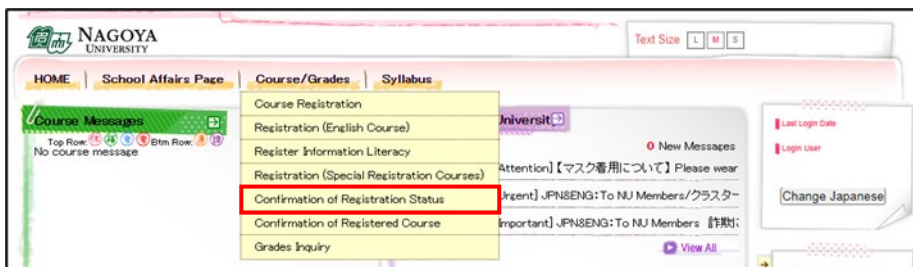 NAGOYA
UNIVERSITY
Text Size L M S
HOME School Affairs Page Course/Grades Syllabus
Course Messages
Top Row: Btm Row:
No course message
Course Registration
Registration (English Course)
Register Information Literacy
Registration (Special Registration Courses)
Confirmation of Registration Status
Confirmation of Registered Course
Grades Inquiry
Universit
0 New Messages
Attention]【マスク着用について】Please wear
Urgent] JPN&ENG:To NU Members/クラスター
Important] JPN&ENG:To NU Members
View All
Last Login Date
Login User
Change Japanese